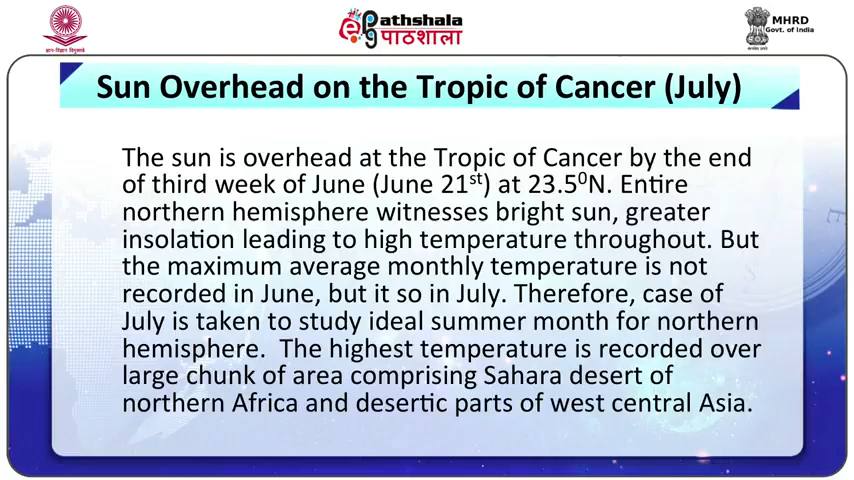 ज्ञान-विज्ञान विमुक्तये
epgpathshala
पाठशाला
MHRD
Govt. of India
Sun Overhead on the Tropic of Cancer (July)
The sun is overhead at the Tropic of Cancer by the end
of third week of June (June 21st) at 23.5⁰N. Entire
northern hemisphere witnesses bright sun, greater
insolation leading to high temperature throughout. But
the maximum average monthly temperature is not
recorded in June, but it so in July. Therefore, case of
July is taken to study ideal summer month for northern
hemisphere.  The highest temperature is recorded over
large chunk of area comprising Sahara desert of
northern Africa and desertic parts of west central Asia.